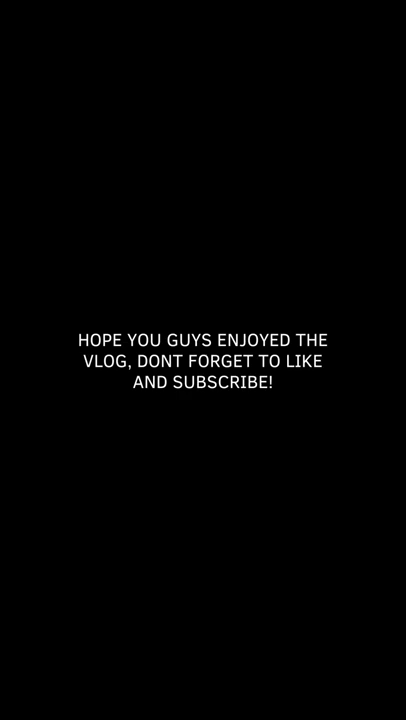 HOPE YOU GUYS ENJOYED THE
VLOG, DONT FORGET TO LIKE
AND SUBSCRIBE!